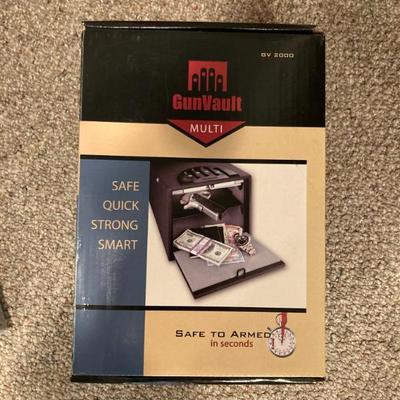 GV 2000
GunVault
MULTI
SAFE
QUICK
STRONG
SMART
SAFE TO ARMED
in seconds